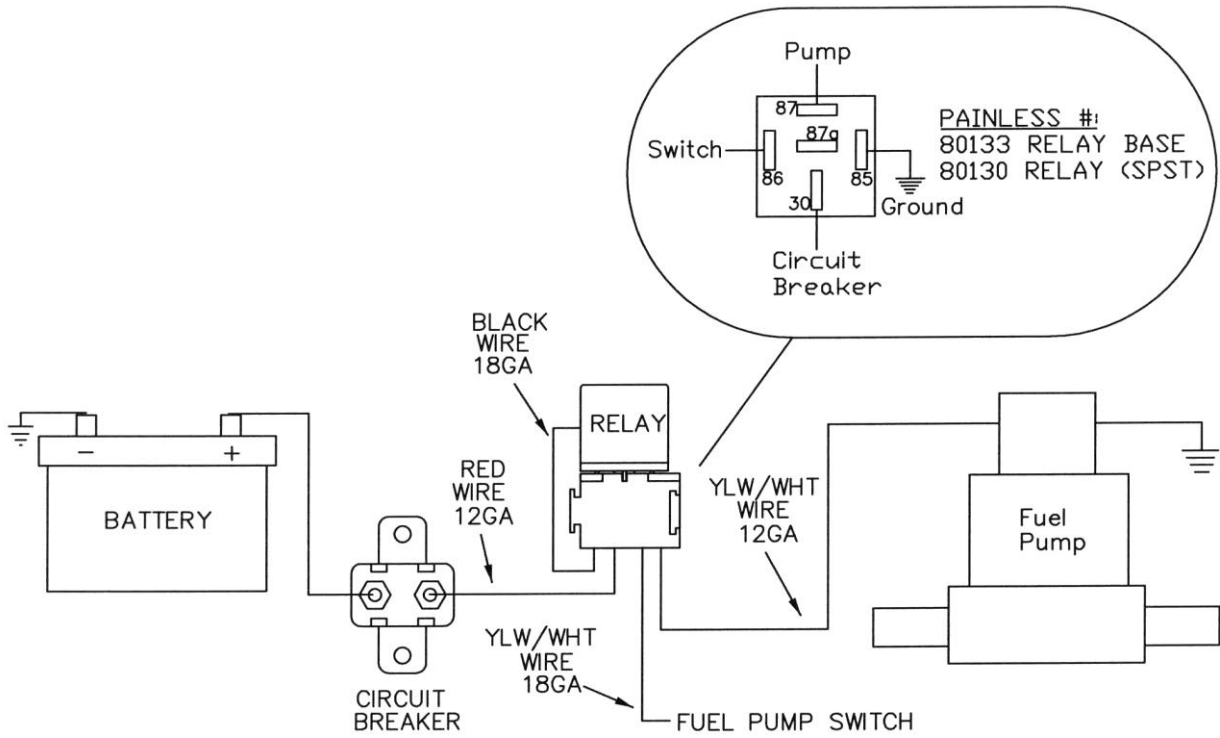 Pump
87
87a
Switch
86
85
30
Ground
Circuit
Breaker
PAINLESS #:
80133 RELAY BASE
80130 RELAY (SPST)
BLACK
WIRE
18GA
RELAY
RED
WIRE
12GA
YLW/WHT
WIRE
12GA
−
+
BATTERY
Fuel
Pump
YLW/WHT
WIRE
18GA
CIRCUIT
BREAKER
FUEL PUMP SWITCH